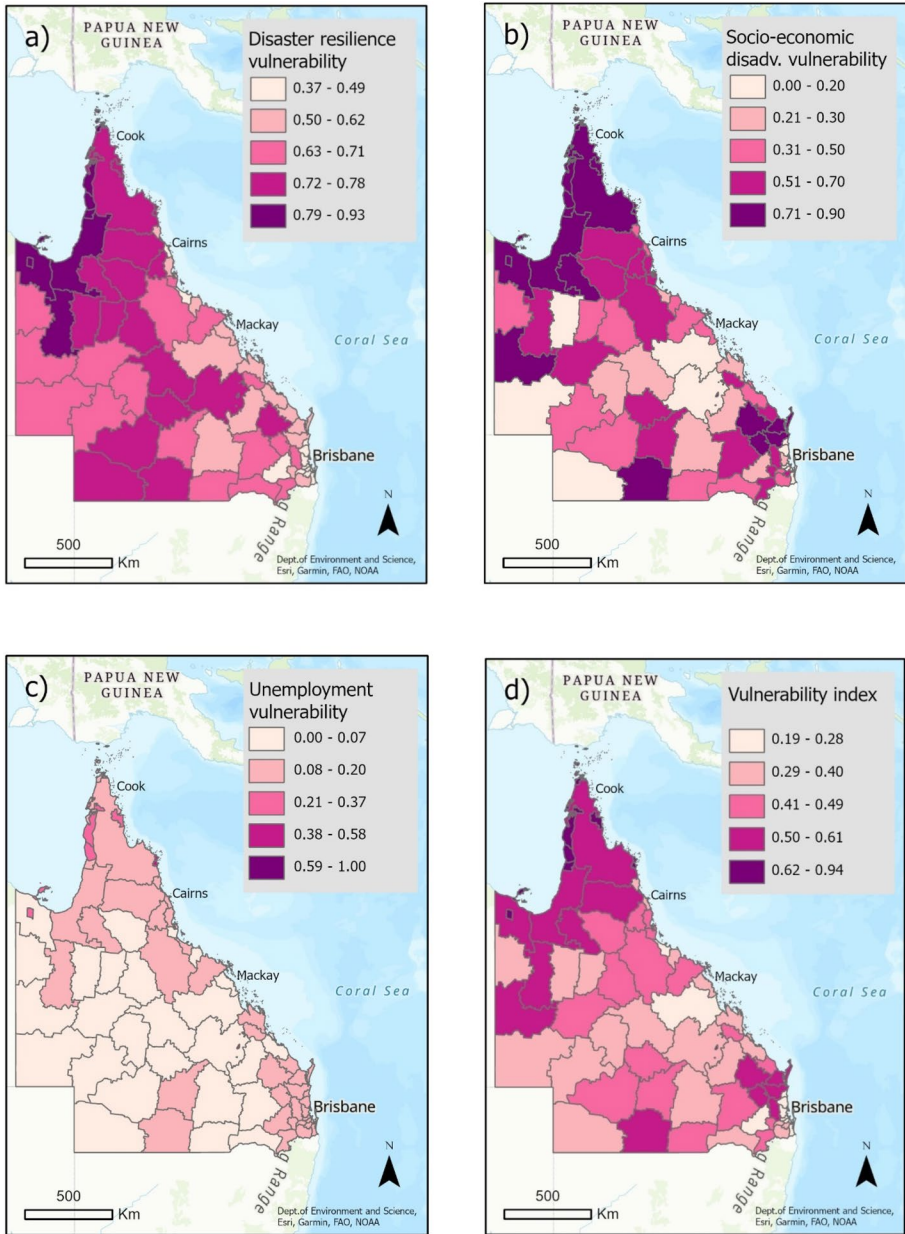 a)
PAPUA NEW
GUINEA
Disaster resilience
vulnerability
0.37 - 0.49
0.50 - 0.62
0.63 - 0.71
0.72 - 0.78
0.79 - 0.93
Cook
Cairns
Mackay
Coral Sea
Brisbane
g Range
N
500
Km
Dept.of Environment and Science,
Esri, Garmin, FAO, NOAA
b)
PAPUA NEW
GUINEA
Socio-economic
disadv. vulnerability
0.00 - 0.20
0.21 - 0.30
0.31 - 0.50
0.51 - 0.70
0.71 - 0.90
Cook
Cairns
Mackay
Coral Sea
Brisbane
g Range
N
500
Km
Dept.of Environment and Science,
Esri, Garmin, FAO, NOAA
c)
PAPUA NEW
GUINEA
Unemployment
vulnerability
0.00 - 0.07
0.08 - 0.20
0.21 - 0.37
0.38 - 0.58
0.59 - 1.00
Cook
Cairns
Mackay
Coral Sea
Brisbane
g Range
N
500
Km
Dept.of Environment and Science,
Esri, Garmin, FAO, NOAA
d)
PAPUA NEW
GUINEA
Vulnerability index
0.19 - 0.28
0.29 - 0.40
0.41 - 0.49
0.50 - 0.61
0.62 - 0.94
Cook
Cairns
Mackay
Coral Sea
Brisbane
g Range
N
500
Km
Dept.of Environment and Science,
Esri, Garmin, FAO, NOAA